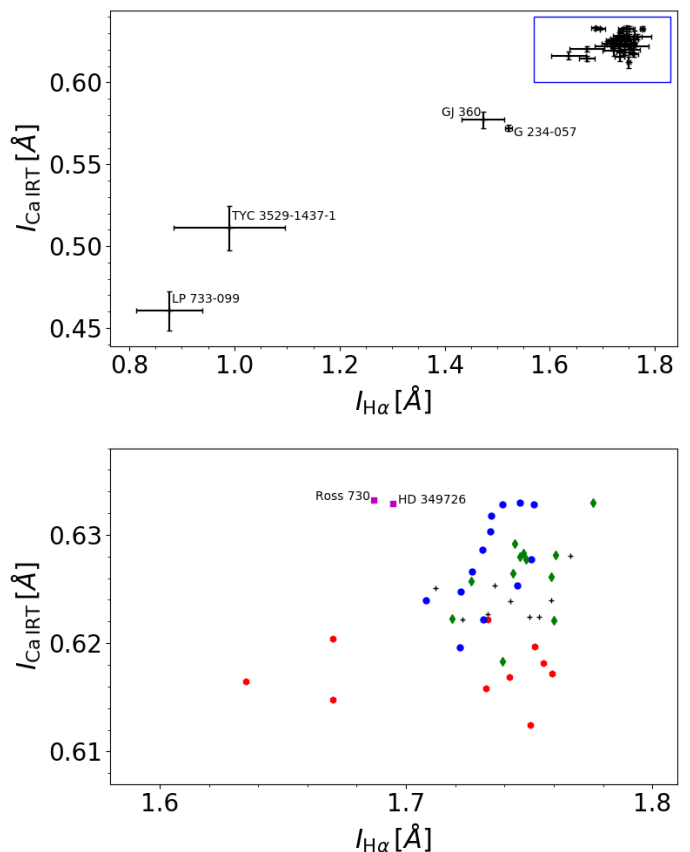 0.60
GJ 360
G 234-057
0.55
TYC 3529-1437-1
0.50
LP 733-099
0.45
I_Ca IRT [Å]
0.8 1.0 1.2 1.4 1.6 1.8
I_Hα [Å]
Ross 730 HD 349726
0.63
0.62
0.61
I_Ca IRT [Å]
1.6 1.7 1.8
I_Hα [Å]